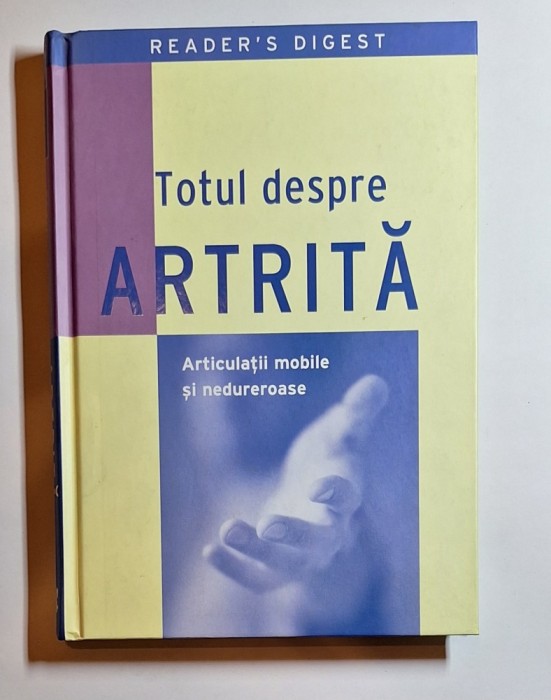 READER'S DIGEST
Totul despre
ARTRITĂ
Articulații mobile
și nedureroase